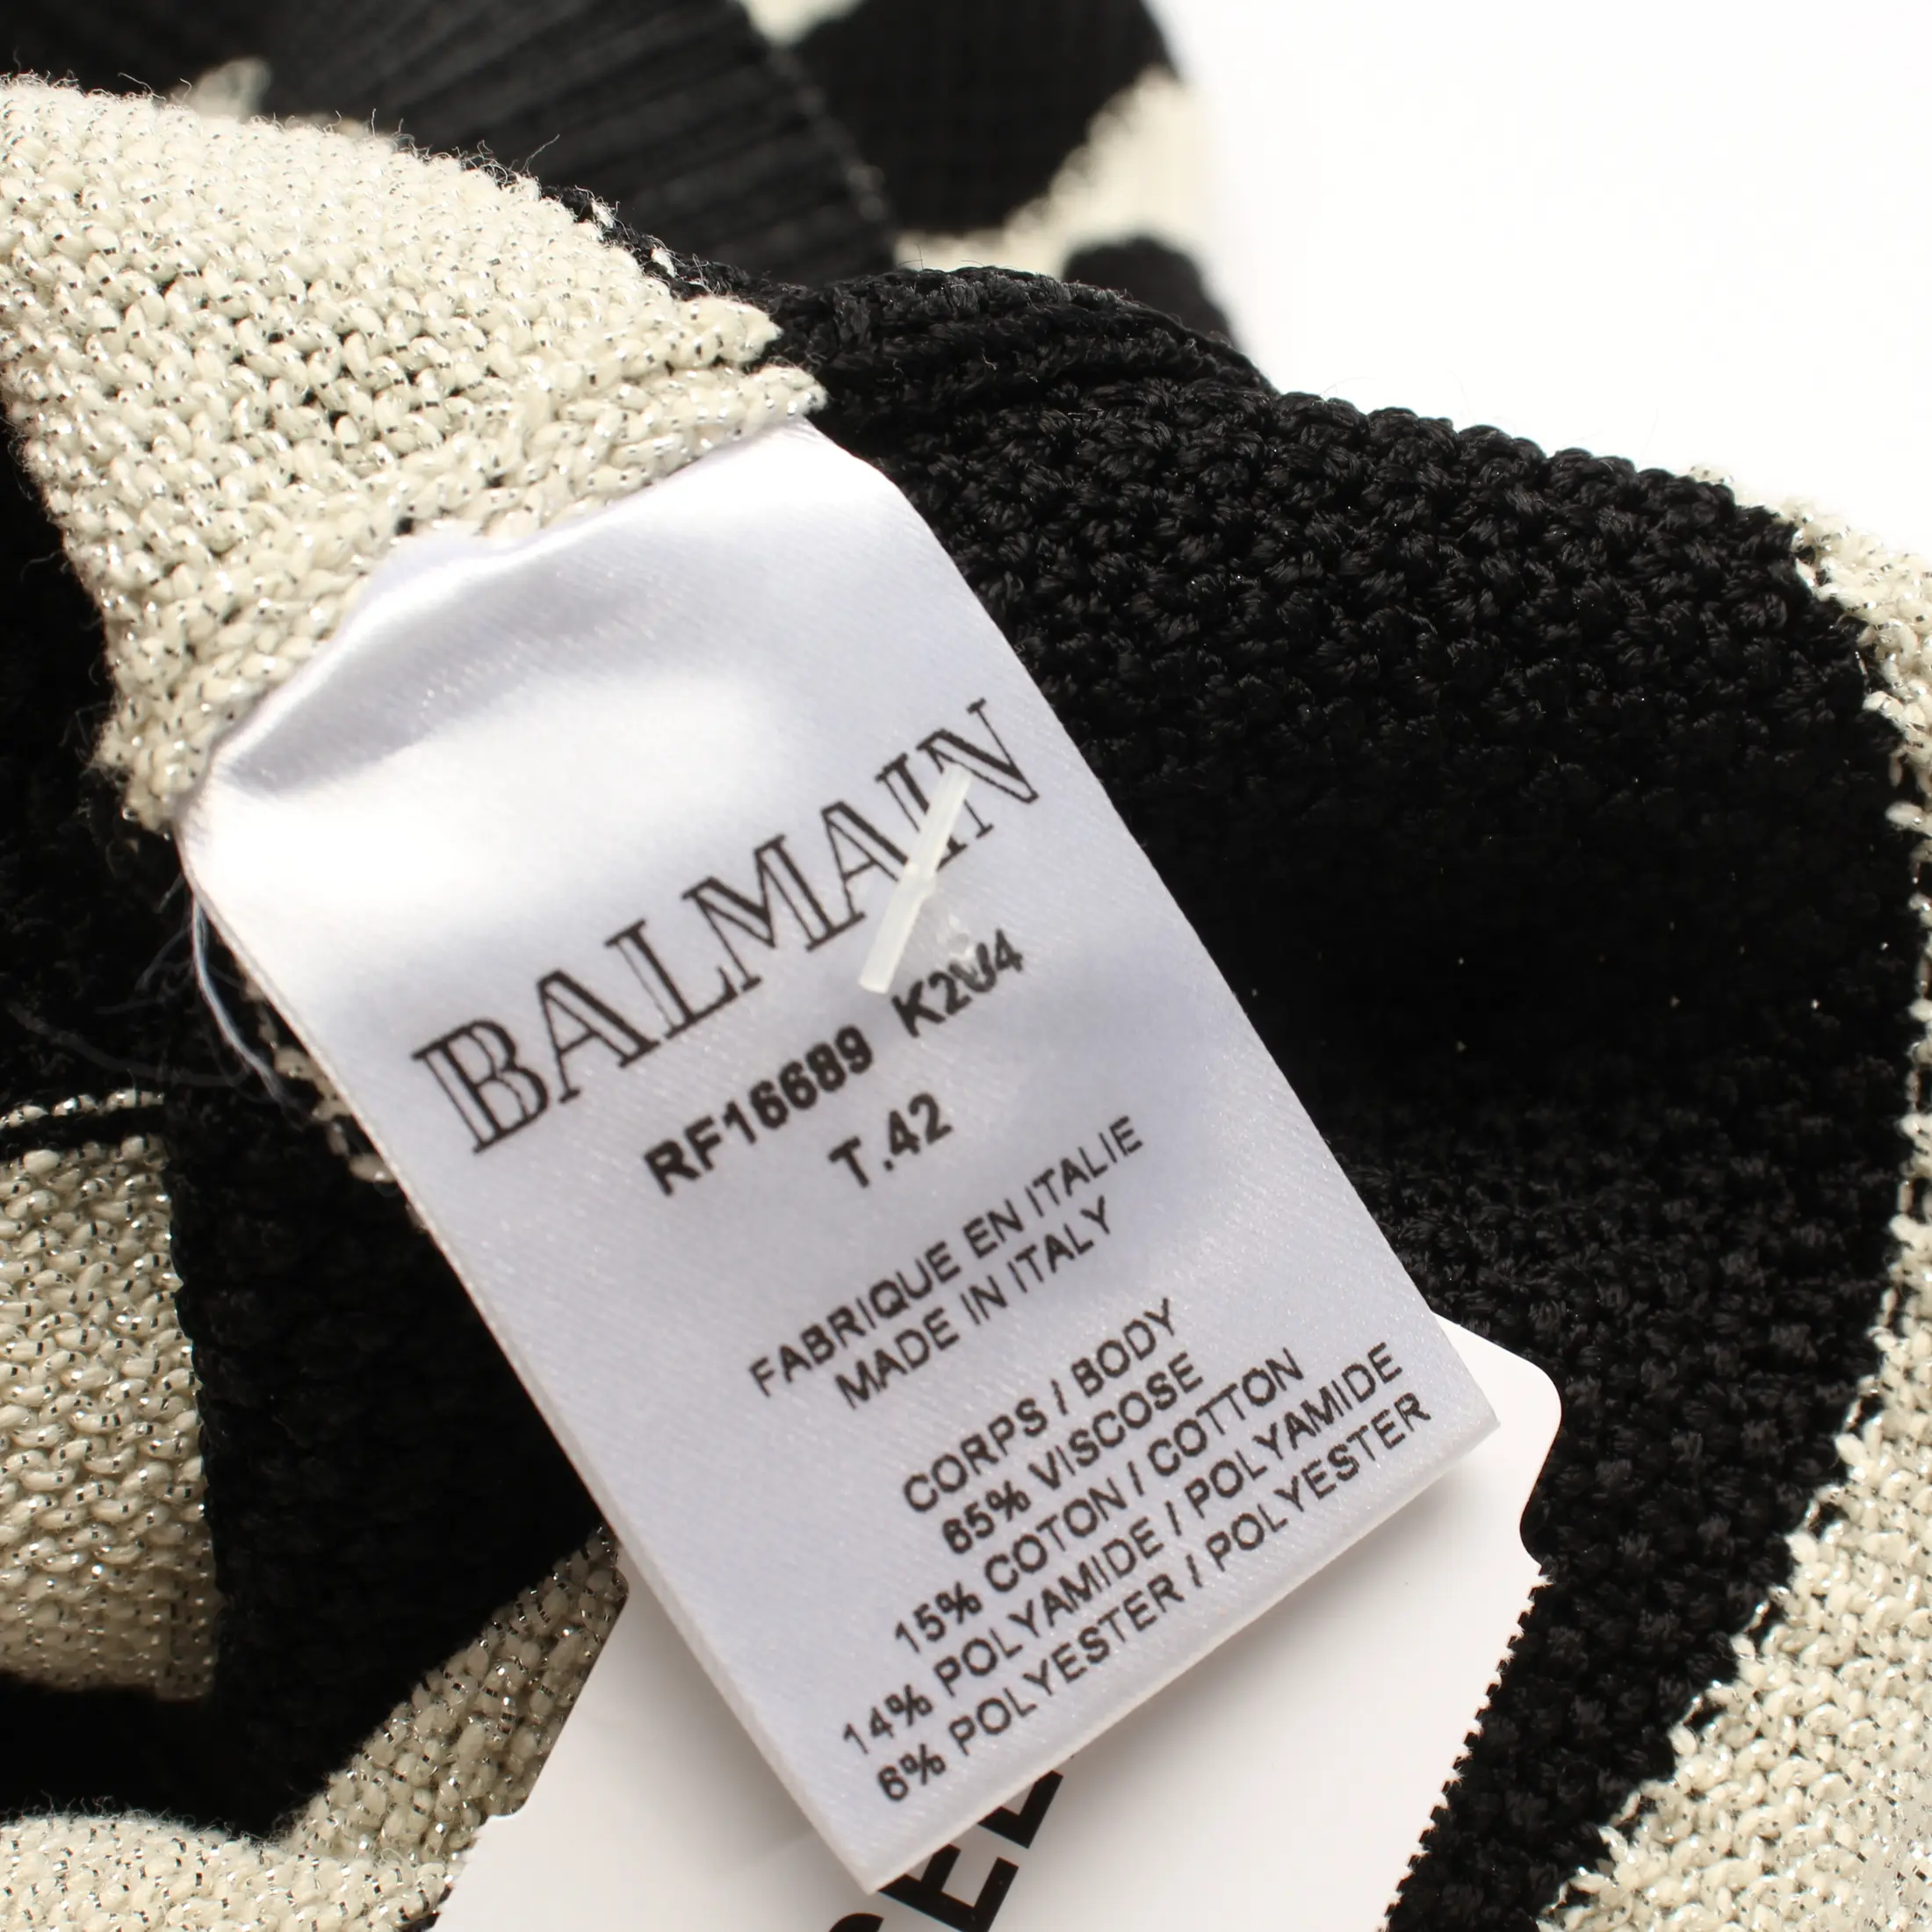 BALMAIN
RF16689 K2V4
T.42
FABRIQUE EN ITALIE
MADE IN ITALY
CORPS / BODY
65% VISCOSE
15% COTON / COTTON
14% POLYAMIDE / POLYAMIDE
6% POLYESTER / POLYESTER